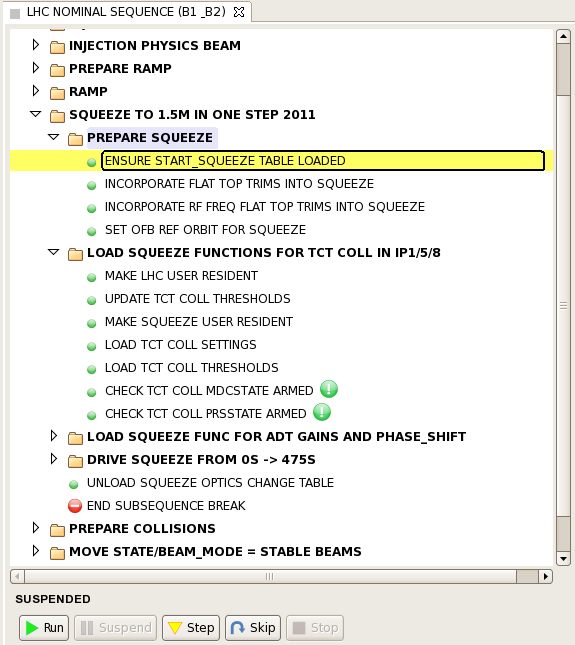 LHC NOMINAL SEQUENCE (B1 _B2)
INJECTION PHYSICS BEAM
PREPARE RAMP
RAMP
SQUEEZE TO 1.5M IN ONE STEP 2011
PREPARE SQUEEZE
ENSURE START_SQUEEZE TABLE LOADED
INCORPORATE FLAT TOP TRIMS INTO SQUEEZE
INCORPORATE RF FREQ FLAT TOP TRIMS INTO SQUEEZE
SET OFB REF ORBIT FOR SQUEEZE
LOAD SQUEEZE FUNCTIONS FOR TCT COLL IN IP1/5/8
MAKE LHC USER RESIDENT
UPDATE TCT COLL THRESHOLDS
MAKE SQUEEZE USER RESIDENT
LOAD TCT COLL SETTINGS
LOAD TCT COLL THRESHOLDS
CHECK TCT COLL MDCSTATE ARMED
CHECK TCT COLL PRSSTATE ARMED
LOAD SQUEEZE FUNC FOR ADT GAINS AND PHASE_SHIFT
DRIVE SQUEEZE FROM 0S -> 475S
UNLOAD SQUEEZE OPTICS CHANGE TABLE
END SUBSEQUENCE BREAK
PREPARE COLLISIONS
MOVE STATE/BEAM_MODE = STABLE BEAMS
SUSPENDED
Run Suspend Step Skip Stop